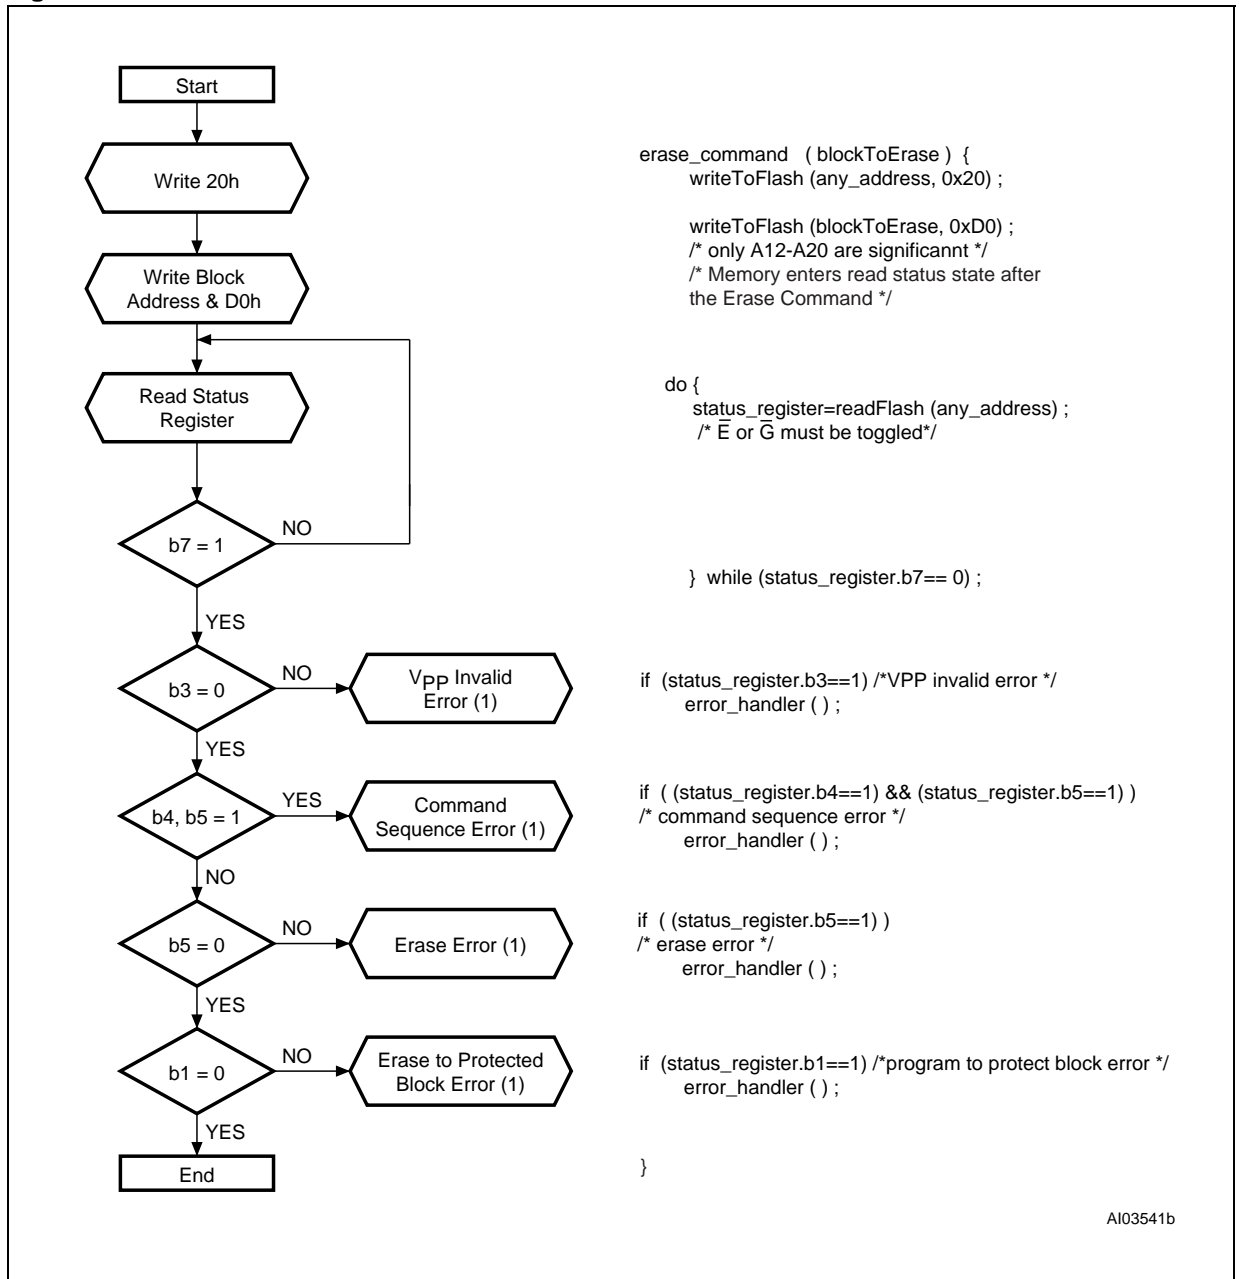 Start
Write 20h
Write Block
Address & D0h
Read Status
Register
b7 = 1
NO
YES
b3 = 0
NO
VPP Invalid
Error (1)
YES
b4, b5 = 1
YES
Command
Sequence Error (1)
NO
b5 = 0
NO
Erase Error (1)
YES
b1 = 0
NO
Erase to Protected
Block Error (1)
YES
End
erase_command ( blockToErase ) {
writeToFlash (any_address, 0x20) ;
writeToFlash (blockToErase, 0xD0) ;
/* only A12-A20 are significannt */
/* Memory enters read status state after
the Erase Command */
do {
status_register=readFlash (any_address) ;
/* E̅ or G̅ must be toggled*/
} while (status_register.b7== 0) ;
if (status_register.b3==1) /*VPP invalid error */
error_handler ( ) ;
if ( (status_register.b4==1) && (status_register.b5==1) )
/* command sequence error */
error_handler ( ) ;
if ( (status_register.b5==1) )
/* erase error */
error_handler ( ) ;
if (status_register.b1==1) /*program to protect block error */
error_handler ( ) ;
}
AI03541b